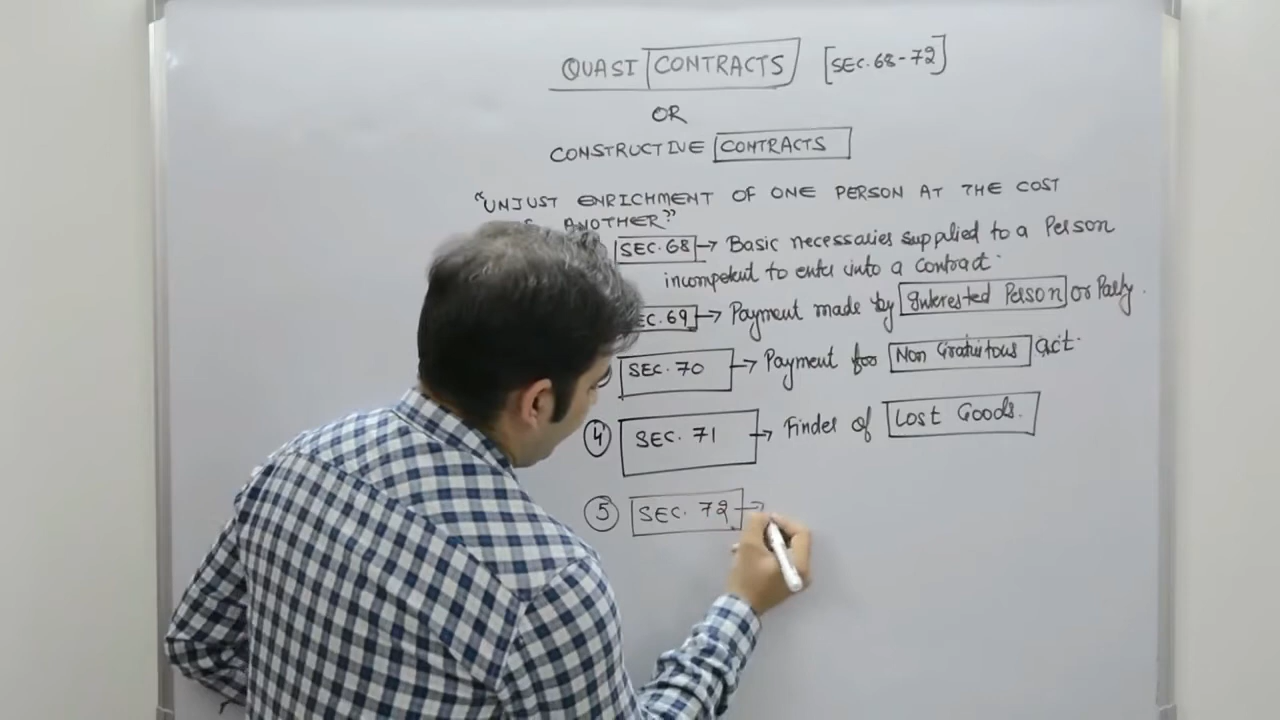 QUASI CONTRACTS [SEC. 68-72]
OR
CONSTRUCTIVE CONTRACTS
"UNJUST ENRICHMENT OF ONE PERSON AT THE COST
ANOTHER"
SEC. 68 → Basic necessaries supplied to a Person
incompetent to enter into a contract.
EC. 69 → Payment made by Interested Person or Party.
SEC. 70 → Payment for Non Gratuitous act.
4 SEC. 71 → Finder of Lost Goods.
5 SEC. 72 →